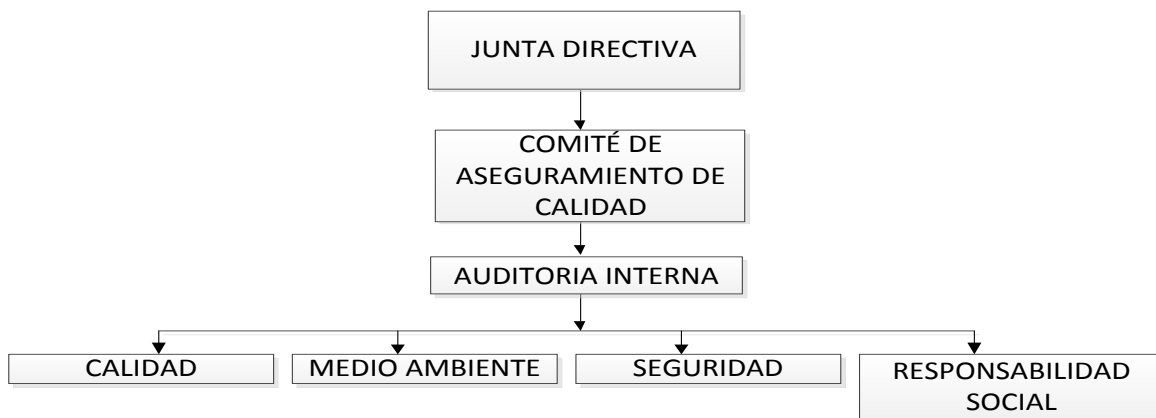 JUNTA DIRECTIVA
COMITÉ DE
ASEGURAMIENTO DE
CALIDAD
AUDITORIA INTERNA
CALIDAD
MEDIO AMBIENTE
SEGURIDAD
RESPONSABILIDAD
SOCIAL